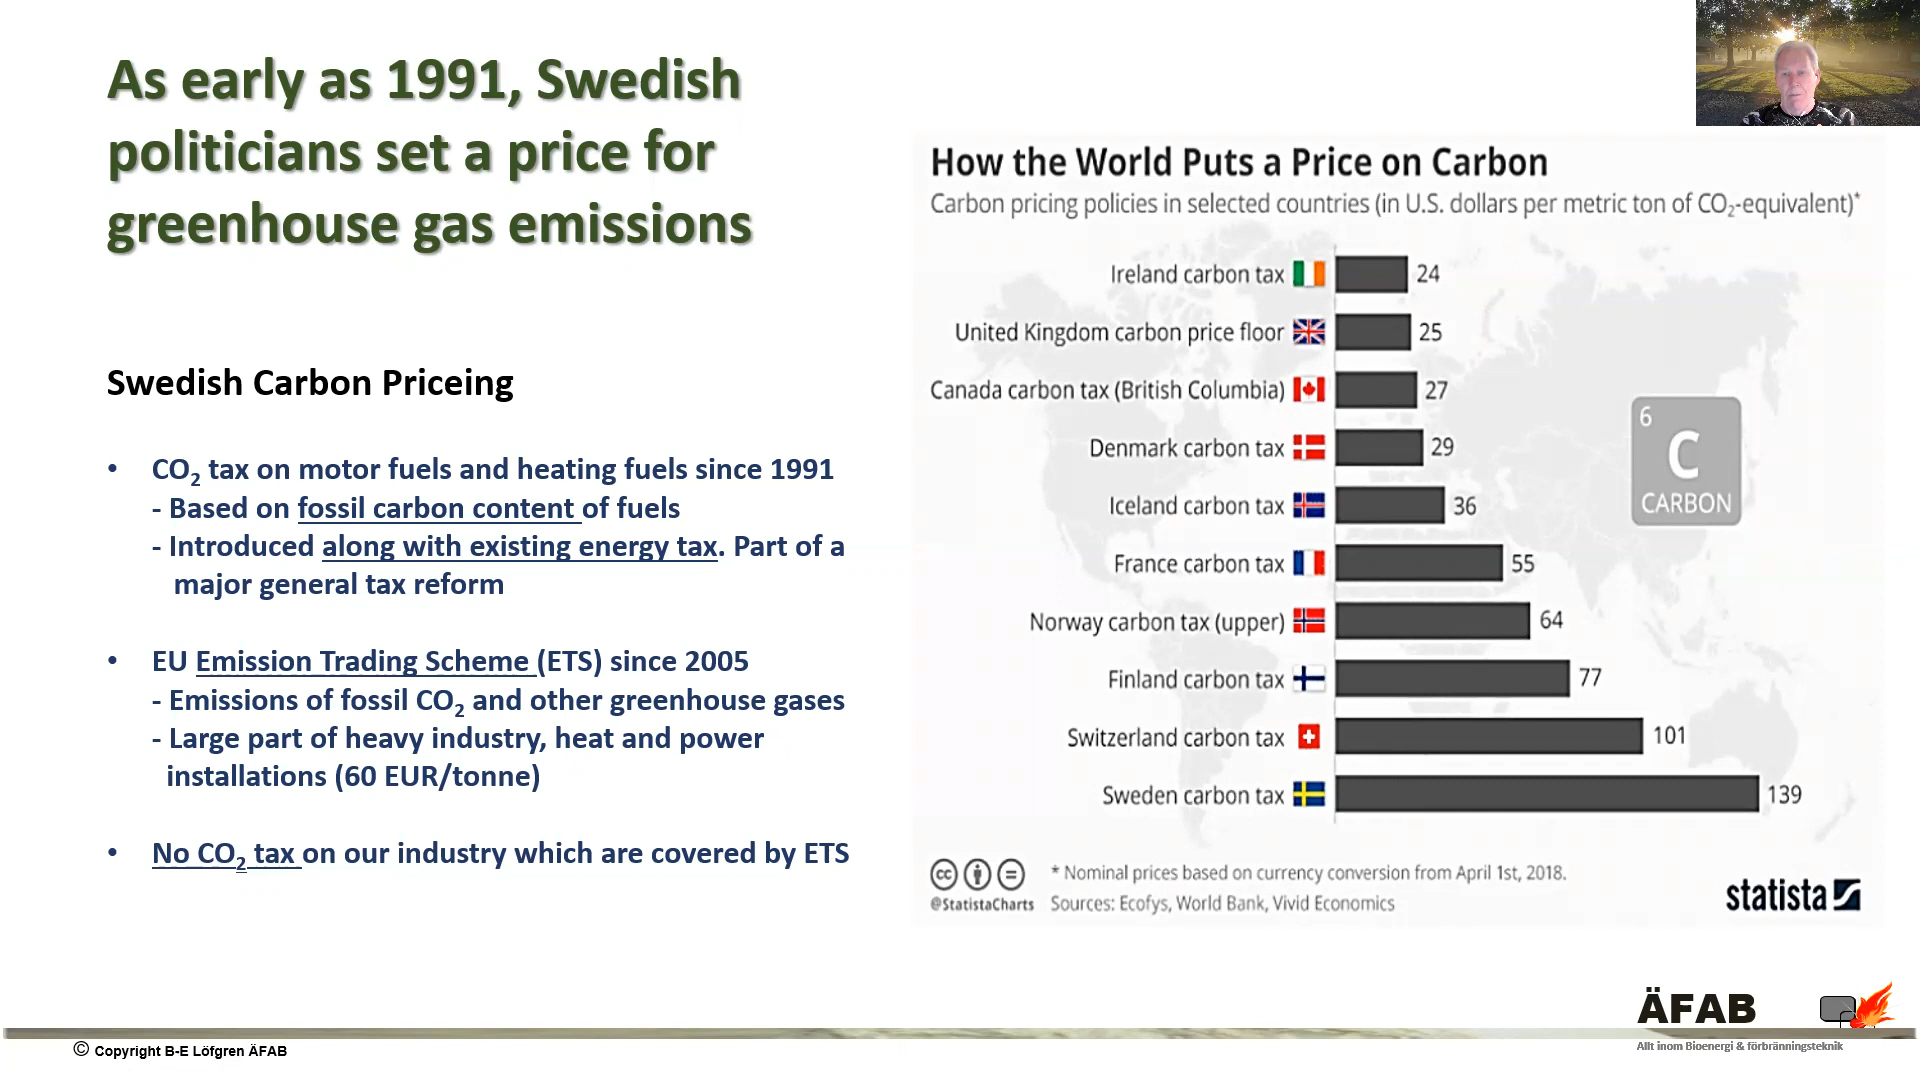 As early as 1991, Swedish
politicians set a price for
greenhouse gas emissions
Swedish Carbon Priceing
• CO₂ tax on motor fuels and heating fuels since 1991
- Based on fossil carbon content of fuels
- Introduced along with existing energy tax. Part of a
major general tax reform
• EU Emission Trading Scheme (ETS) since 2005
- Emissions of fossil CO₂ and other greenhouse gases
- Large part of heavy industry, heat and power
installations (60 EUR/tonne)
• No CO₂ tax on our industry which are covered by ETS
How the World Puts a Price on Carbon
Carbon pricing policies in selected countries (in U.S. dollars per metric ton of CO₂-equivalent)*
Ireland carbon tax 24
United Kingdom carbon price floor 25
Canada carbon tax (British Columbia) 27
Denmark carbon tax 29
Iceland carbon tax 36
France carbon tax 55
Norway carbon tax (upper) 64
Finland carbon tax 77
Switzerland carbon tax 101
Sweden carbon tax 139
6
C
CARBON
* Nominal prices based on currency conversion from April 1st, 2018.
@StatistaCharts Sources: Ecofys, World Bank, Vivid Economics
cc
statista
ÄFAB
Allt inom Bioenergi & förbränningsteknik
© Copyright B-E Löfgren ÄFAB